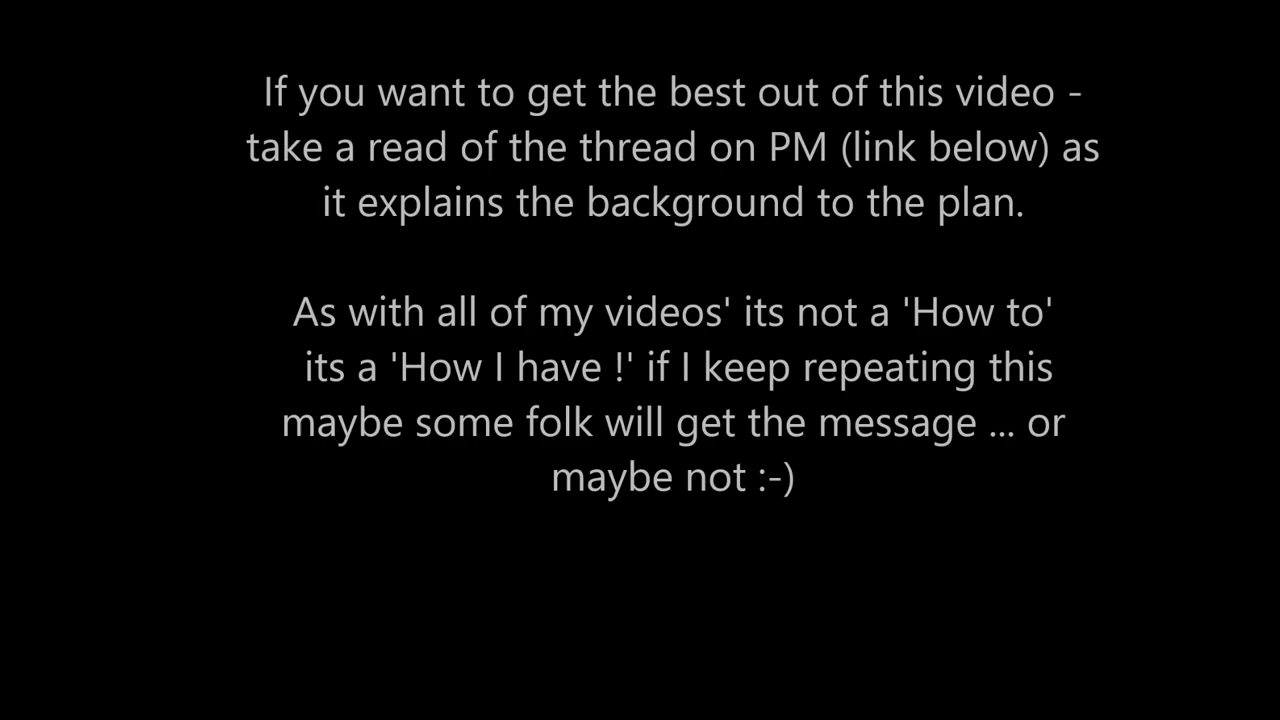 If you want to get the best out of this video -
take a read of the thread on PM (link below) as
it explains the background to the plan.
As with all of my videos' its not a 'How to'
its a 'How I have !' if I keep repeating this
maybe some folk will get the message ... or
maybe not :-)